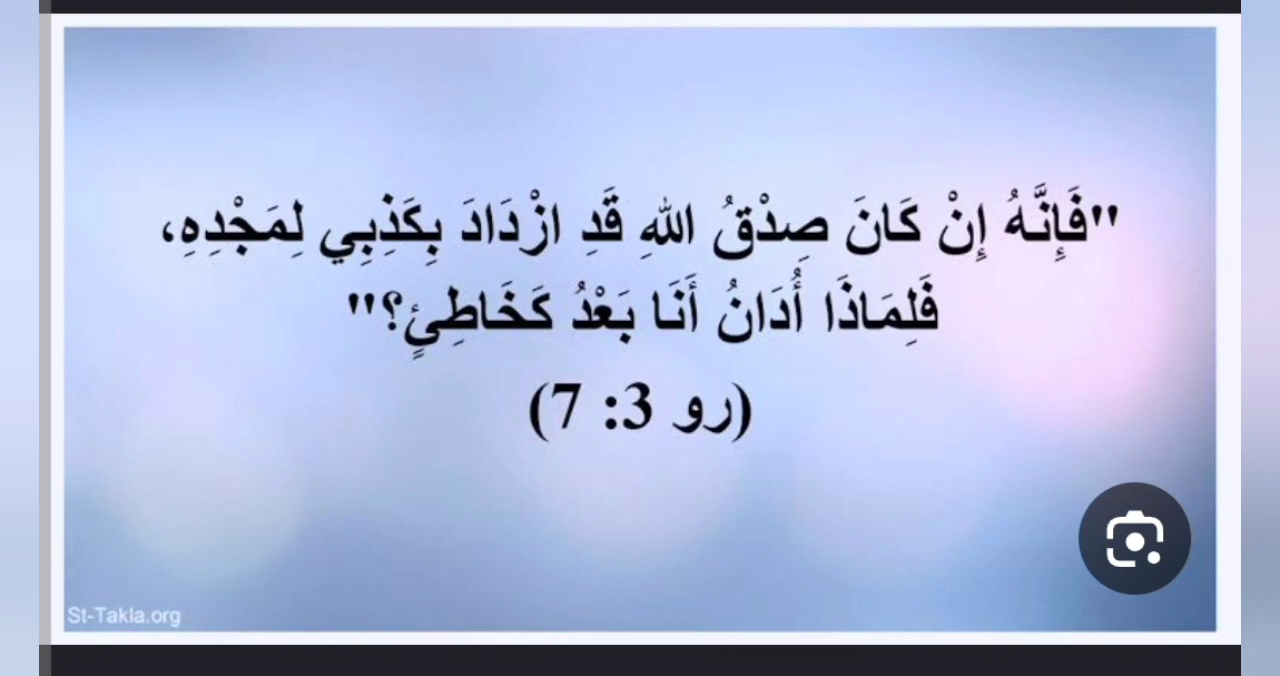 "فَإِنَّهُ إِنْ كَانَ صِدْقُ اللهِ قَدِ ازْدَادَ بِكَذِبِي لِمَجْدِهِ،
فَلِمَاذَا أُدَانُ أَنَا بَعْدُ كَخَاطِئٍ؟"
(رو 3: 7)
St-Takla.org